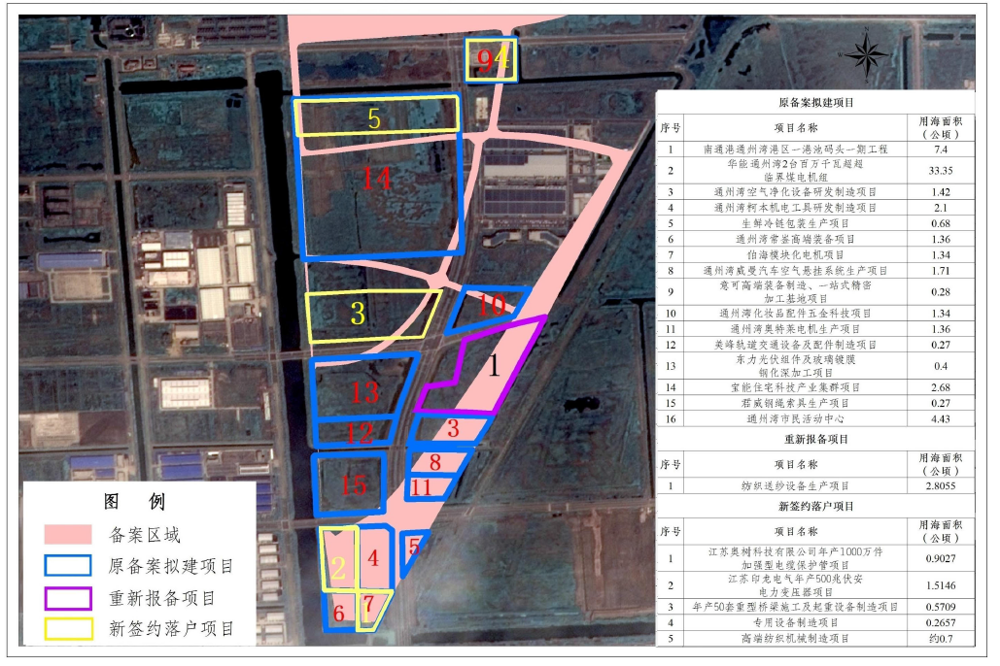 9
4
5
14
3
10
1
13
3
12
8
15
11
5
2
4
6
7
1
图 例
备案区域
原备案拟建项目
重新报备项目
新签约落户项目
原备案拟建项目
序号 项目名称 用海面积（公顷）
1 南通港通州湾港区一港池码头一期工程 7.4
2 华能通州湾2台百万千瓦超超临界煤电机组 33.35
3 通州湾空气净化设备研发制造项目 1.42
4 通州湾柯本机电工具研发制造项目 2.1
5 生鲜冷链包装生产项目 0.68
6 通州湾常崟高端装备项目 1.36
7 伯海模块化电机项目 1.34
8 通州湾威曼汽车空气悬挂系统生产项目 1.71
9 意可高端装备制造、一站式精密加工基地项目 0.28
10 通州湾化妆品配件五金科技项目 1.34
11 通州湾奥特莱电机生产项目 1.36
12 美峰轨道交通设备及配件制造项目 0.27
13 东力光伏组件及玻璃镀膜钢化深加工项目 0.4
14 宝能住宅科技产业集群项目 2.68
15 君威钢绳索具生产项目 0.27
16 通州湾市民活动中心 4.43
重新报备项目
序号 项目名称 用海面积（公顷）
1 纺织送纱设备生产项目 2.8055
新签约落户项目
序号 项目名称 用海面积（公顷）
1 江苏奥树科技有限公司年产1000万件加强型电缆保护管项目 0.9027
2 江苏印龙电气年产500兆伏安电力变压器项目 1.5146
3 年产50套重型桥梁施工及起重设备制造项目 0.5709
4 专用设备制造项目 0.2657
5 高端纺织机械制造项目 约0.7